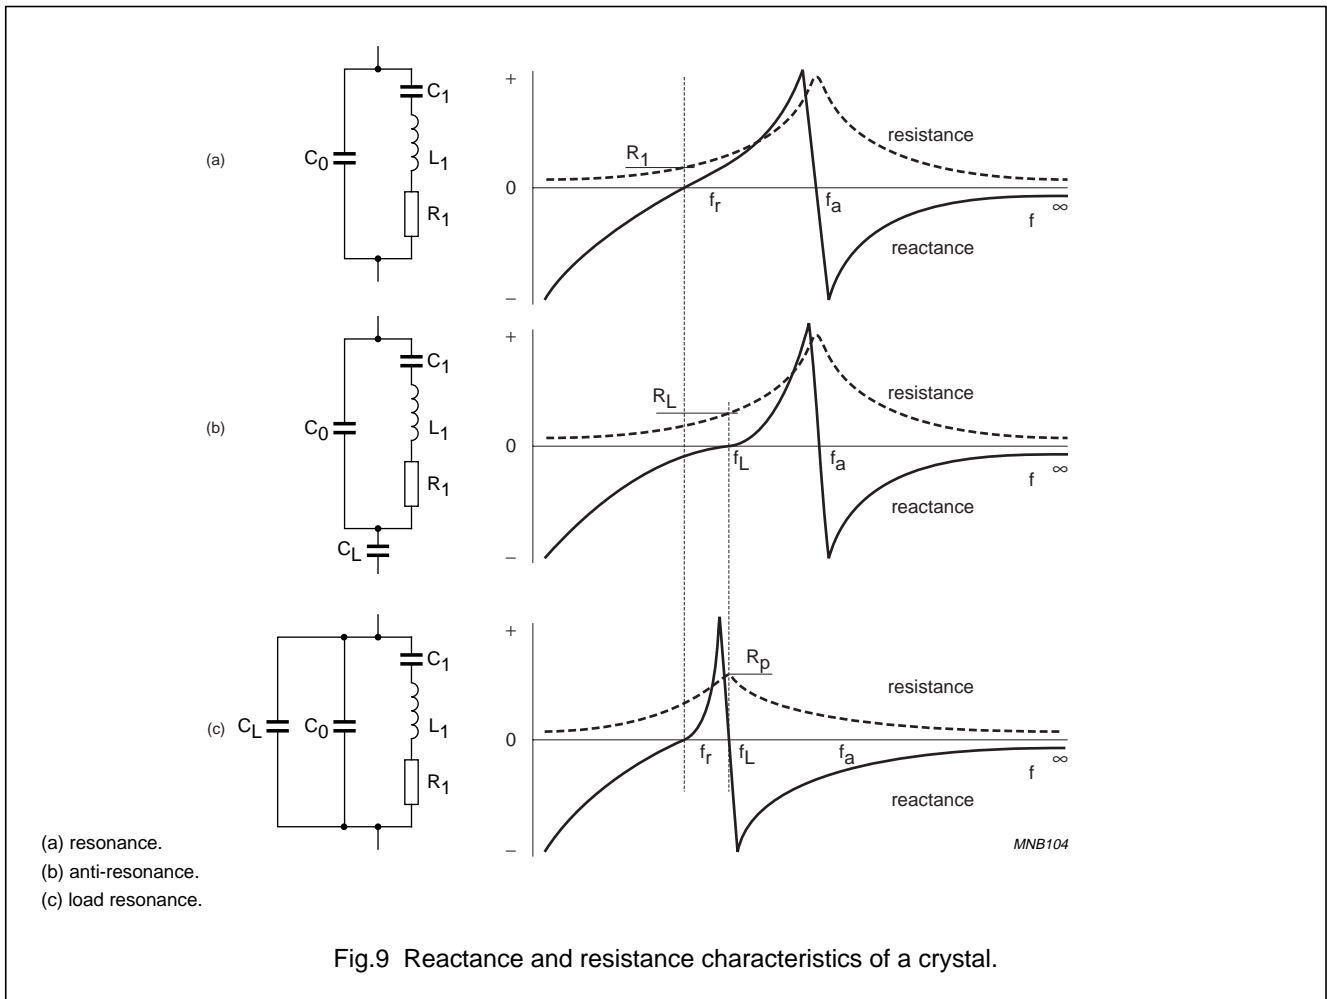 (a)
C0
C1
L1
R1
+
0
−
R1
fr
fa
f
∞
resistance
reactance
(b)
C0
C1
L1
R1
CL
+
0
−
RL
fL
fa
f
∞
resistance
reactance
(c)
CL
C0
C1
L1
R1
+
0
−
Rp
fr
fL
fa
f
∞
resistance
reactance
MNB104
(a) resonance.
(b) anti-resonance.
(c) load resonance.
Fig.9 Reactance and resistance characteristics of a crystal.